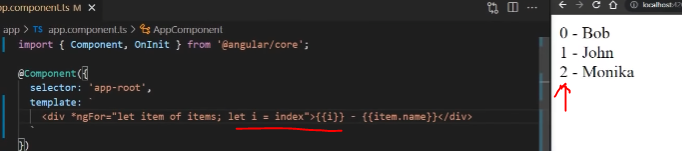 app.component.ts
app > TS app.component.ts > AppComponent
import { Component, OnInit } from '@angular/core';
@Component({
selector: 'app-root',
template: `
<div *ngFor="let item of items; let i = index">{{i}} - {{item.name}}</div>
`
})
localhost:42
0 - Bob
1 - John
2 - Monika